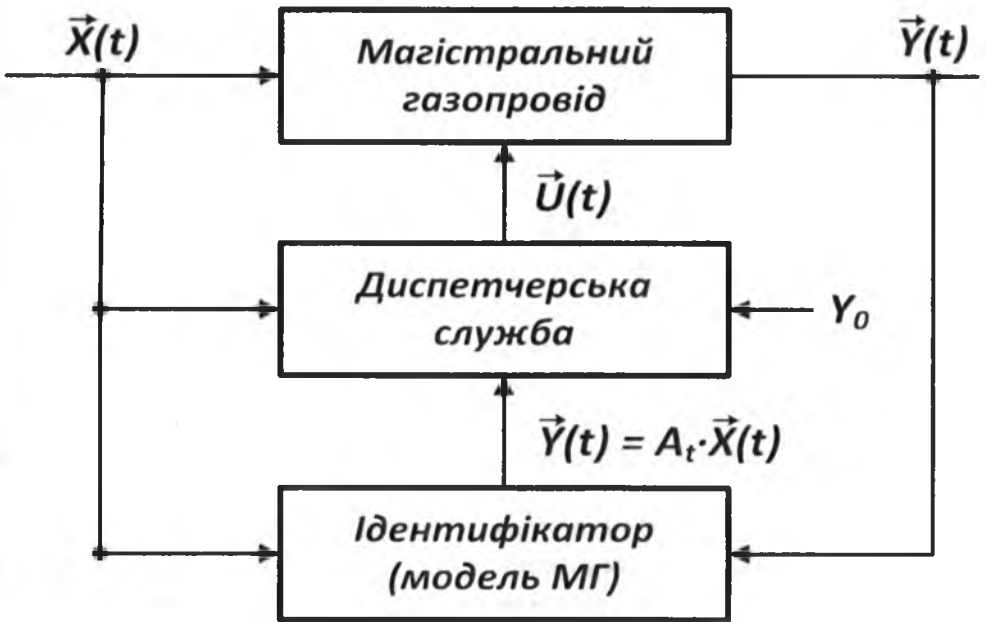 X⃗(t)
Магістральний
газопровід
Y⃗(t)
U⃗(t)
Диспетчерська
служба
Y₀
Y⃗(t) = Aₜ·X⃗(t)
Ідентифікатор
(модель МГ)